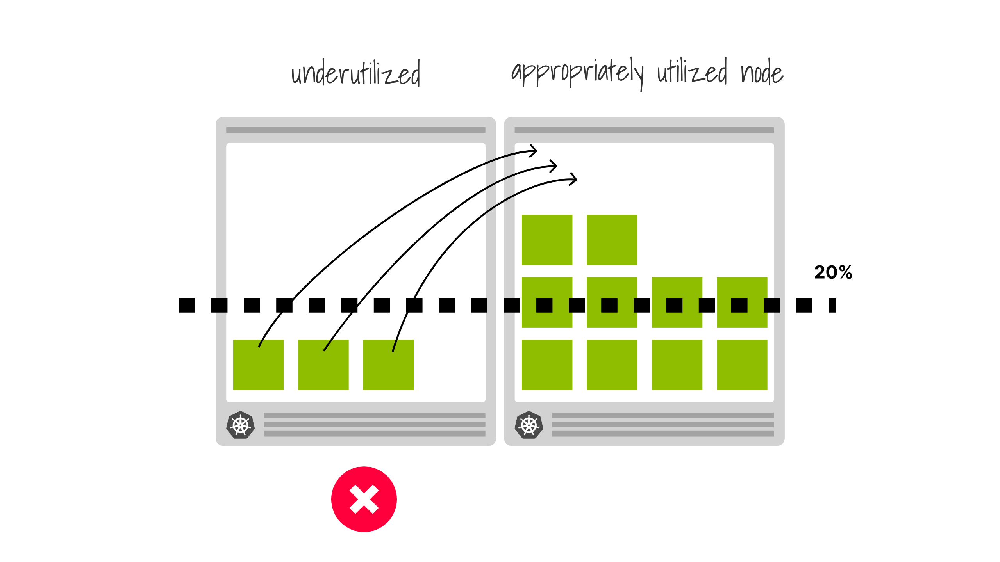 underutilized
appropriately utilized node
20%